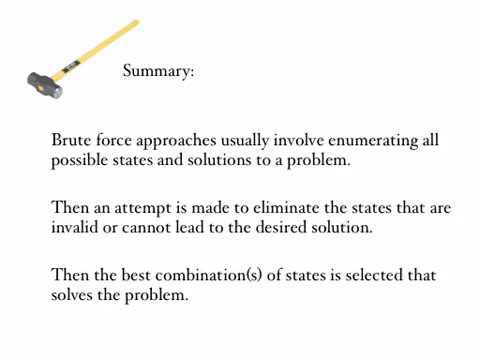 Summary:
Brute force approaches usually involve enumerating all
possible states and solutions to a problem.
Then an attempt is made to eliminate the states that are
invalid or cannot lead to the desired solution.
Then the best combination(s) of states is selected that
solves the problem.